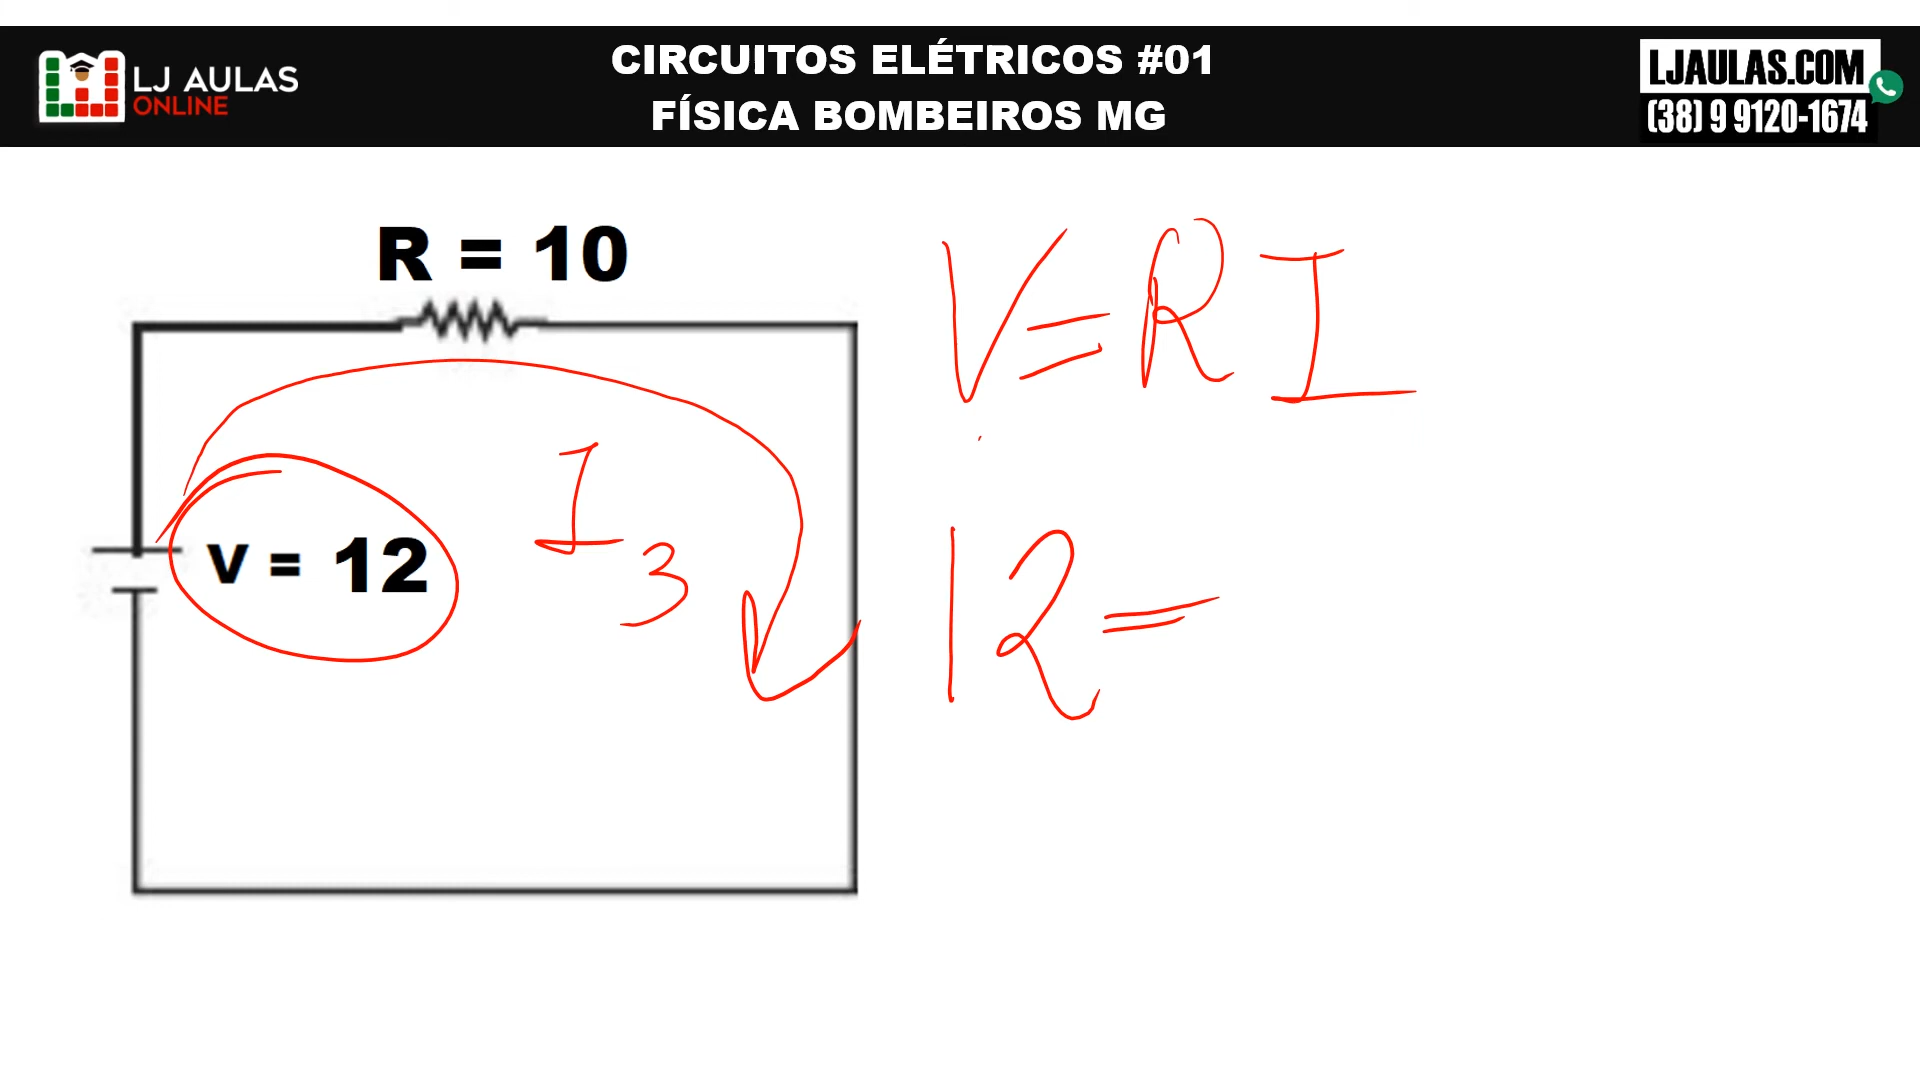 LJ AULAS
ONLINE
CIRCUITOS ELÉTRICOS #01
FÍSICA BOMBEIROS MG
LJAULAS.COM
(38) 9 9120-1674
R = 10
V = 12
I
3
V=RI
12=